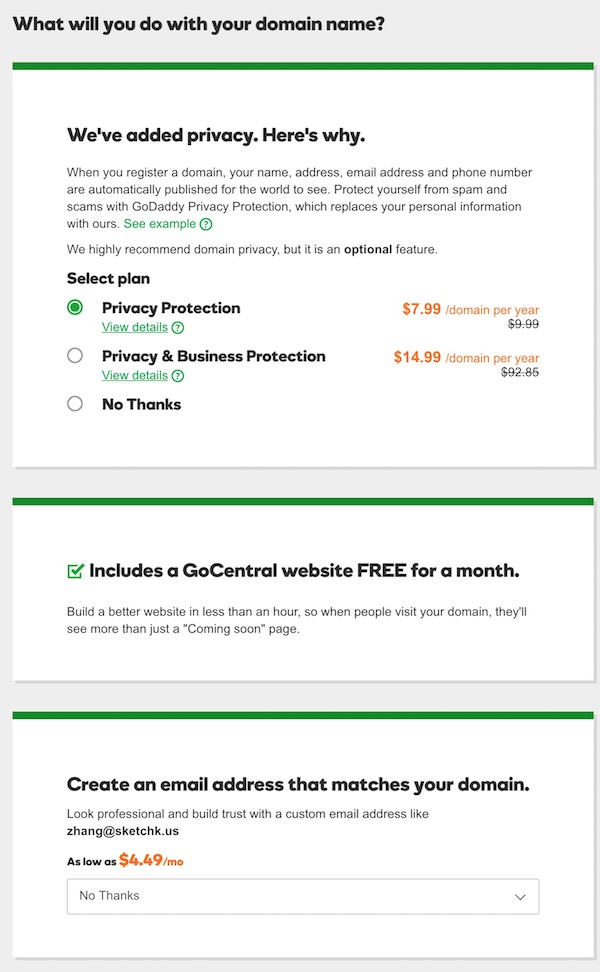 What will you do with your domain name?
We've added privacy. Here's why.
When you register a domain, your name, address, email address and phone number
are automatically published for the world to see. Protect yourself from spam and
scams with GoDaddy Privacy Protection, which replaces your personal information
with ours. See example ?
We highly recommend domain privacy, but it is an optional feature.
Select plan
Privacy Protection $7.99 /domain per year
View details ? $9.99
Privacy & Business Protection $14.99 /domain per year
View details ? $92.85
No Thanks
Includes a GoCentral website FREE for a month.
Build a better website in less than an hour, so when people visit your domain, they'll
see more than just a "Coming soon" page.
Create an email address that matches your domain.
Look professional and build trust with a custom email address like
zhang@sketchk.us
As low as $4.49/mo
No Thanks